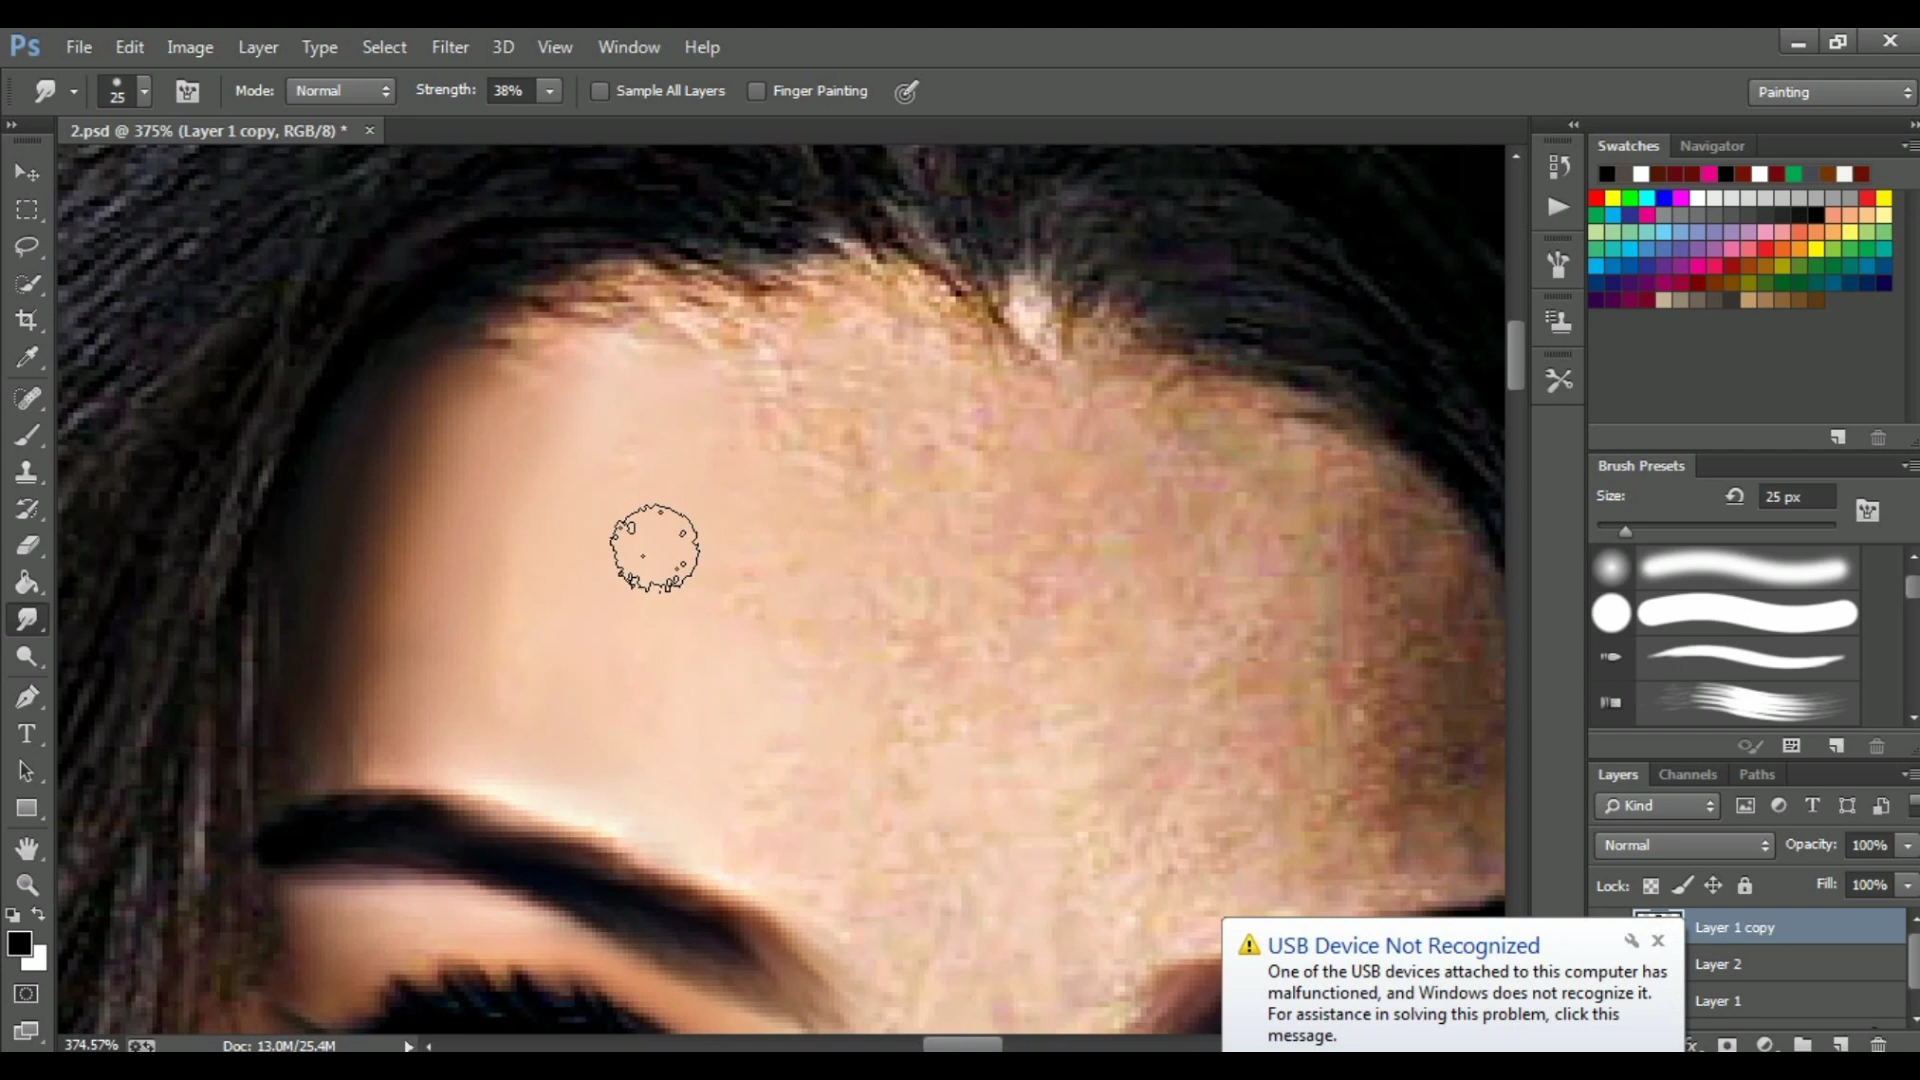 Ps File Edit Image Layer Type Select Filter 3D View Window Help
25 Mode: Normal Strength: 38% Sample All Layers Finger Painting Painting
2.psd @ 375% (Layer 1 copy, RGB/8) *
Swatches Navigator
Brush Presets
Size: 25 px
Layers Channels Paths
Kind
Normal Opacity: 100%
Lock: Fill: 100%
Layer 1 copy
Layer 2
Layer 1
USB Device Not Recognized
One of the USB devices attached to this computer has
malfunctioned, and Windows does not recognize it.
For assistance in solving this problem, click this
message.
374.57% Doc: 13.0M/25.4M